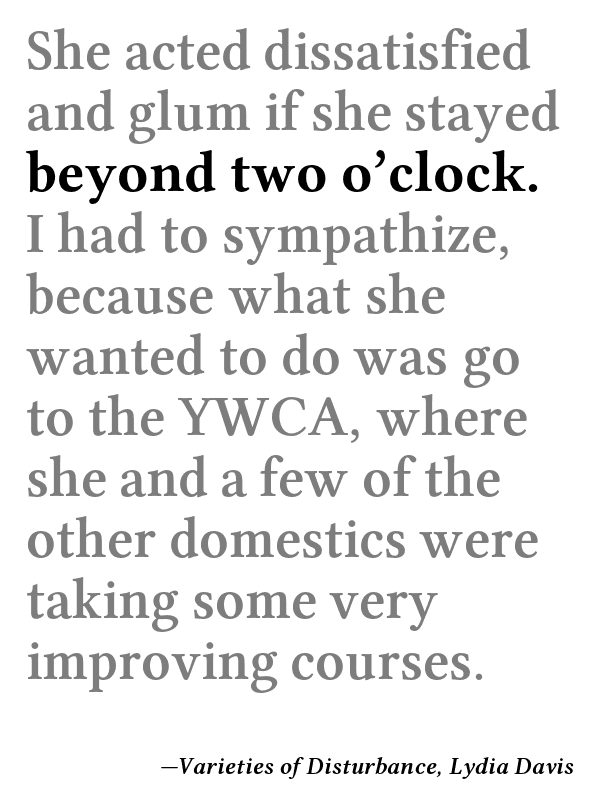 She acted dissatisfied
and glum if she stayed
beyond two o’clock.
I had to sympathize,
because what she
wanted to do was go
to the YWCA, where
she and a few of the
other domestics were
taking some very
improving courses.
—Varieties of Disturbance, Lydia Davis